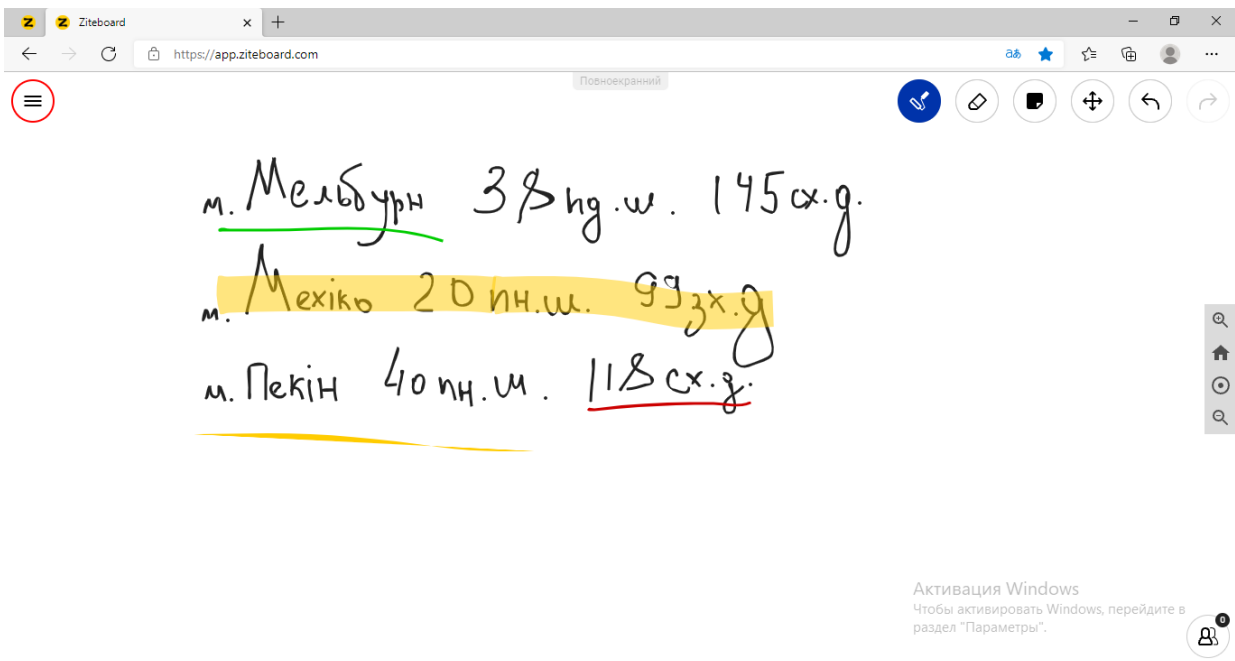 Ziteboard
https://app.ziteboard.com
Повноекранний
м. Мельбурн 38 пд.ш. 145 сх.д.
м. Мехіко 20 пн.ш. 99 зх.д
м. Пекін 40 пн.ш. 118 сх.д.
Активация Windows
Чтобы активировать Windows, перейдите в
раздел "Параметры".
0